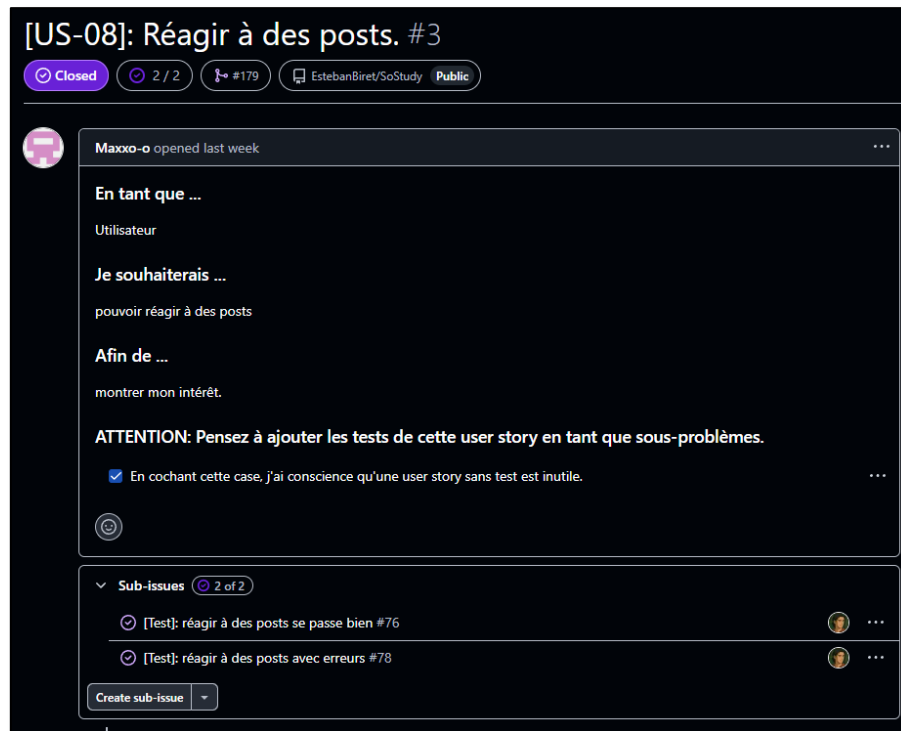 [US-08]: Réagir à des posts. #3
Closed 2 / 2 #179 EstebanBiret/SoStudy Public
Maxxo-o opened last week
En tant que ...
Utilisateur
Je souhaiterais ...
pouvoir réagir à des posts
Afin de ...
montrer mon intérêt.
ATTENTION: Pensez à ajouter les tests de cette user story en tant que sous-problèmes.
En cochant cette case, j'ai conscience qu'une user story sans test est inutile.
Sub-issues 2 of 2
[Test]: réagir à des posts se passe bien #76
[Test]: réagir à des posts avec erreurs #78
Create sub-issue